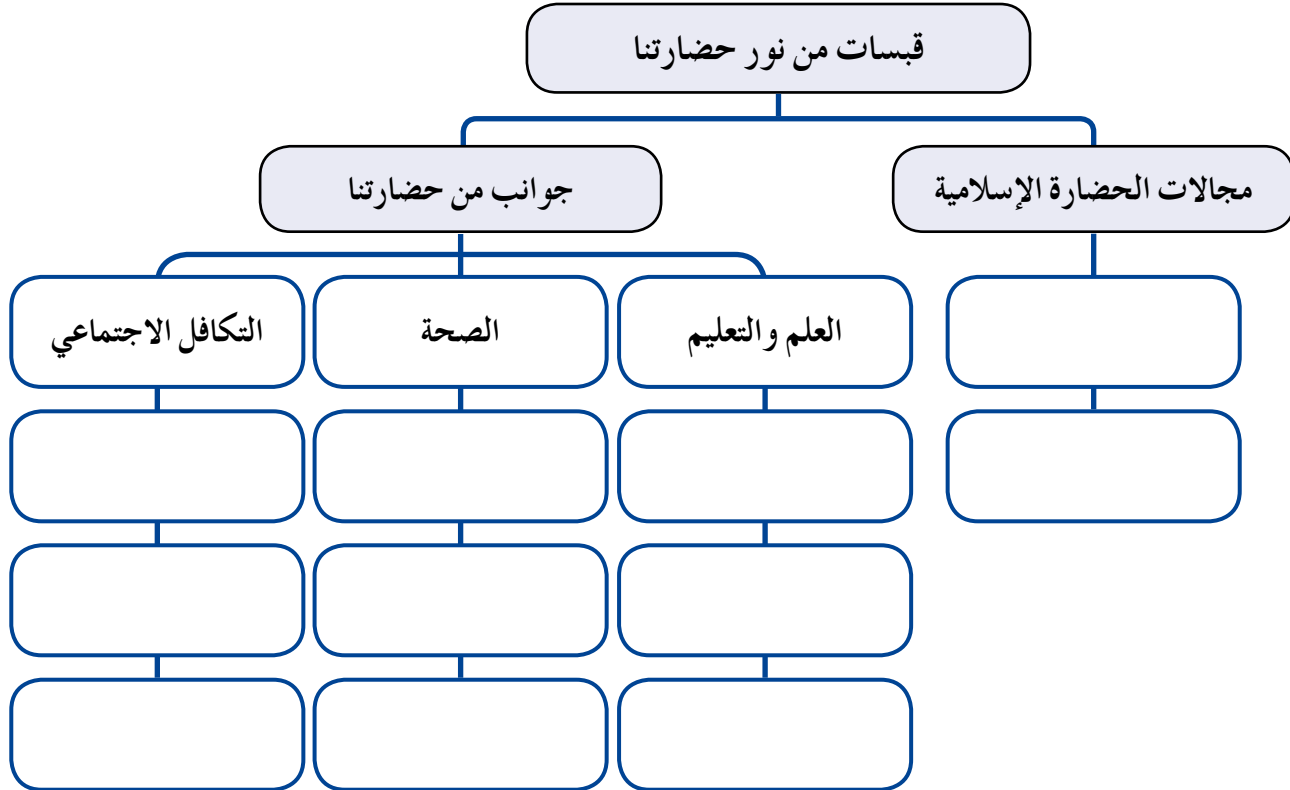 قبسات من نور حضارتنا
مجالات الحضارة الإسلامية
جوانب من حضارتنا
العلم والتعليم
الصحة
التكافل الاجتماعي